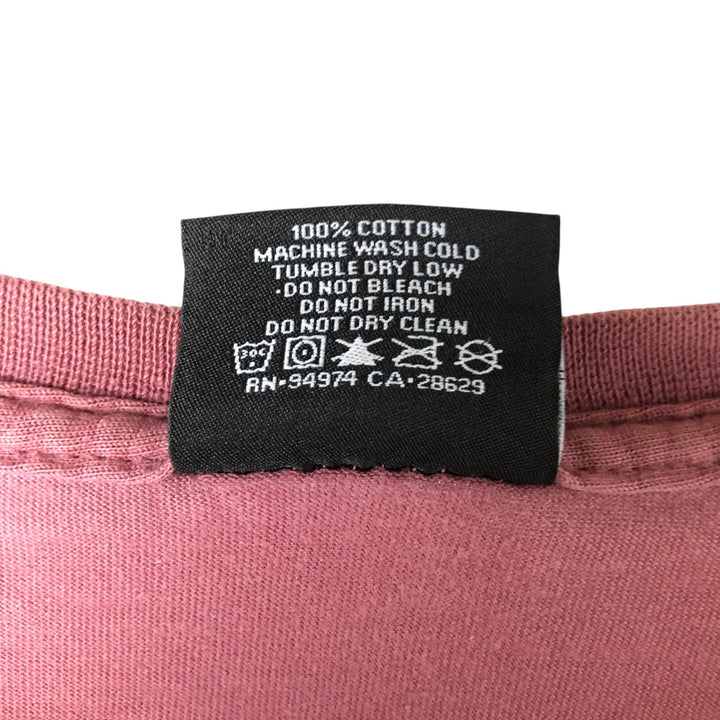 100% COTTON
MACHINE WASH COLD
TUMBLE DRY LOW
·DO NOT BLEACH
DO NOT IRON
DO NOT DRY CLEAN
30C
RN·94974 CA·28629